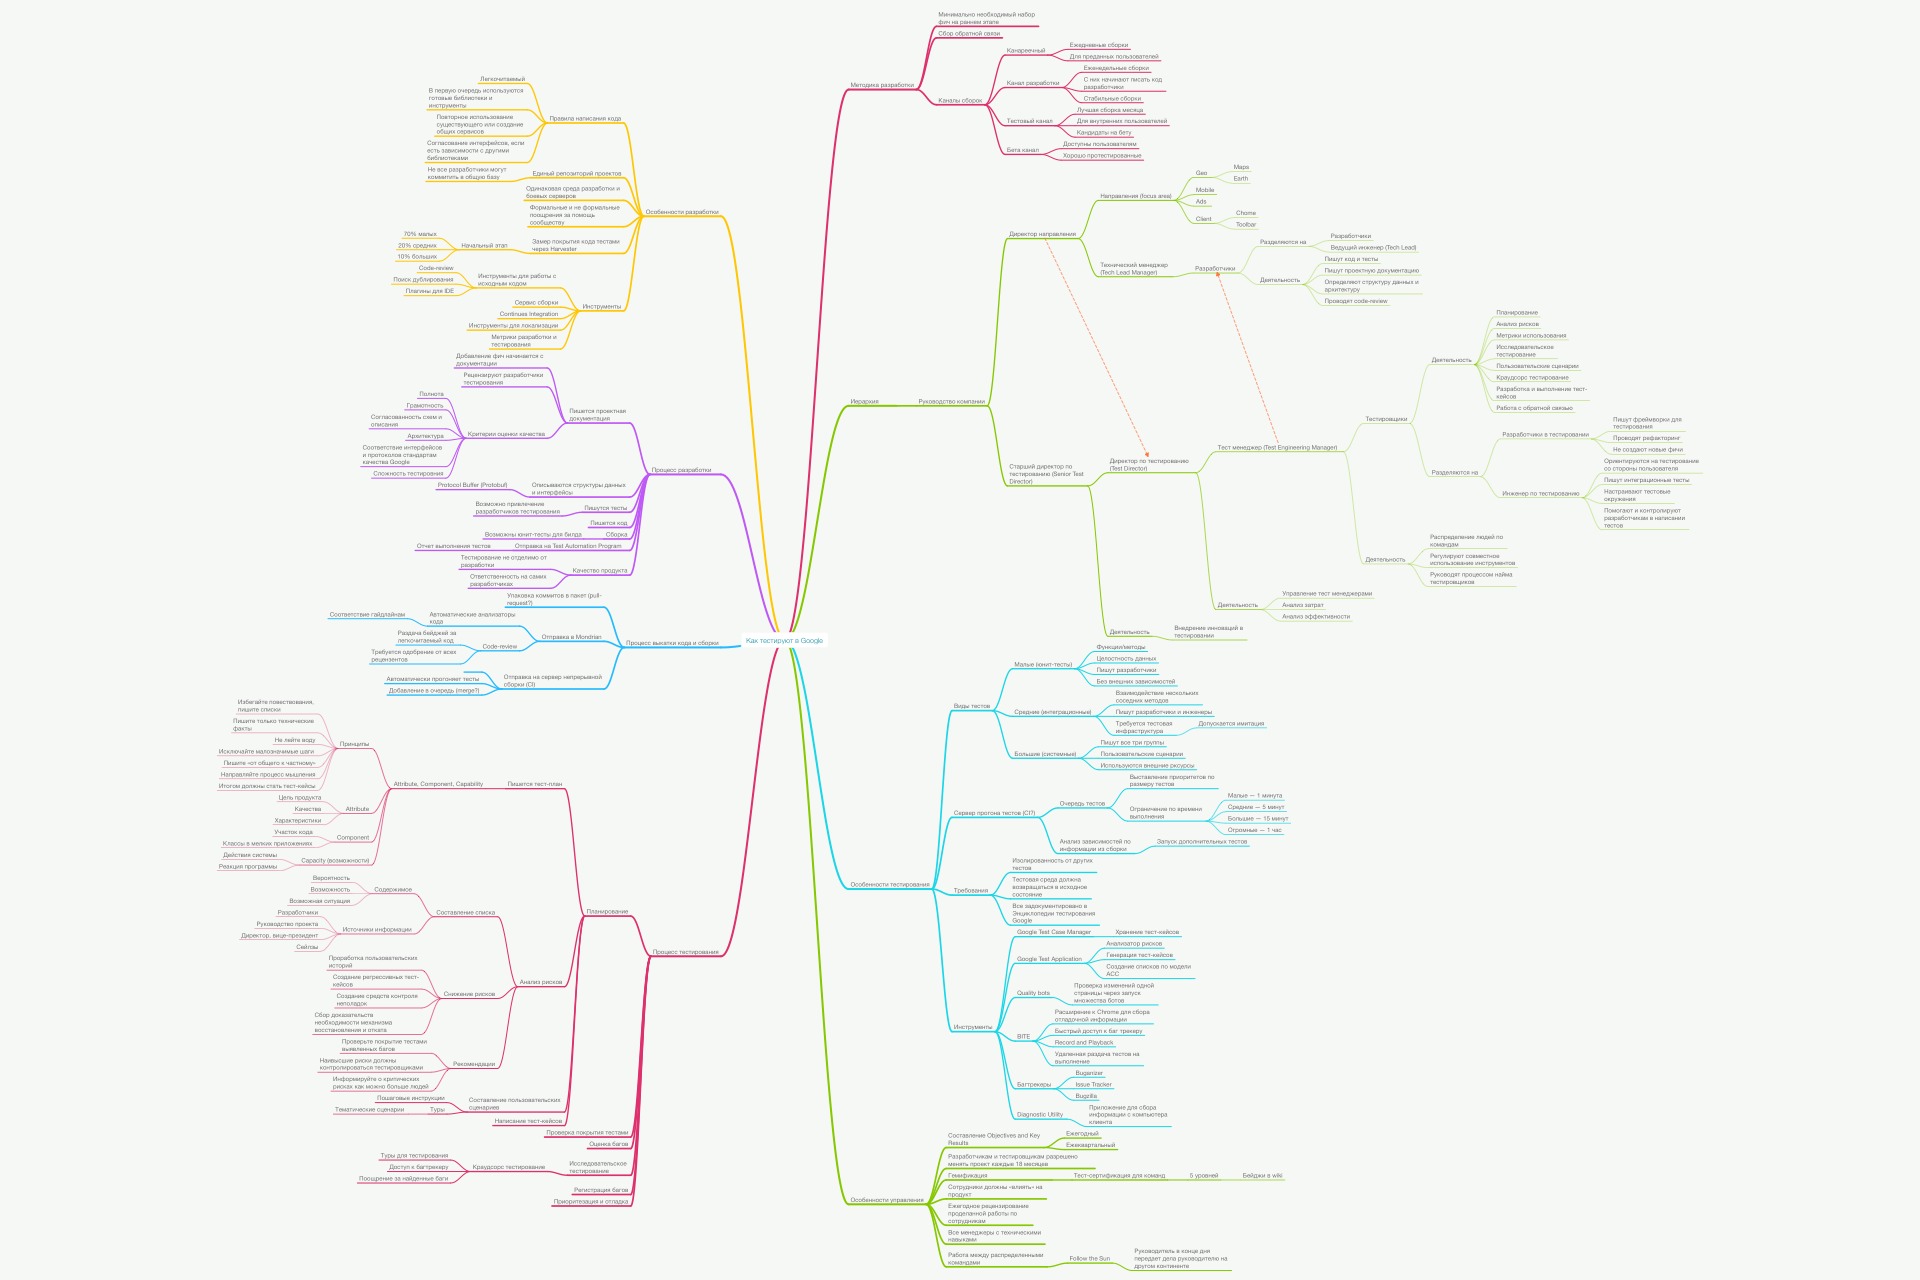 Как тестируют в Google
Методика разработки
Минимально необходимый набор
фич на раннем этапе
Сбор обратной связи
Каналы сборок
Канареечный
Ежедневные сборки
Для преданных пользователей
Канал разработки
Еженедельные сборки
С них начинают писать код
разработчики
Стабильные сборки
Тестовый канал
Лучшая сборка месяца
Для внутренних пользователей
Кандидаты на бету
Бета канал
Доступны пользователям
Хорошо протестированные
Иерархия
Руководство компании
Директор направления
Направления (focus area)
Geo
Maps
Earth
Mobile
Ads
Client
Chome
Toolbar
Технический менеджер
(Tech Lead Manager)
Разработчики
Разделяются на
Разработчики
Ведущий инженер (Tech Lead)
Деятельность
Пишут код и тесты
Пишут проектную документацию
Определяют структуру данных и
архитектуру
Проводят code-review
Старший директор по
тестированию (Senior Test
Director)
Директор по тестированию
(Test Director)
Тест менеджер (Test Engineering Manager)
Тестировщики
Деятельность
Планирование
Анализ рисков
Метрики использования
Исследовательское
тестирование
Пользовательские сценарии
Краудсорс тестирование
Разработка и выполнение тест-
кейсов
Работа с обратной связью
Разделяются на
Разработчики в тестировании
Пишут фреймворки для
тестирования
Проводят рефакторинг
Не создают новые фичи
Инженер по тестированию
Ориентируются на тестирование
со стороны пользователя
Пишут интеграционные тесты
Настраивают тестовые
окружения
Помогают и контролируют
разработчикам в написании
тестов
Деятельность
Распределение людей по
командам
Регулируют совместное
использование инструментов
Руководят процессом найма
тестировщиков
Деятельность
Управление тест менеджерами
Анализ затрат
Анализ эффективности
Деятельность
Внедрение инноваций в
тестировании
Особенности тестирования
Виды тестов
Малые (юнит-тесты)
Функции/методы
Целостность данных
Пишут разработчики
Без внешних зависимостей
Средние (интеграционные)
Взаимодействие нескольких
соседних методов
Пишут разработчики и инженеры
Требуется тестовая
инфраструктура
Допускается имитация
Большие (системные)
Пишут все три группы
Пользовательские сценарии
Используются внешние рксурсы
Сервер прогона тестов (CI?)
Очередь тестов
Выставление приоритетов по
размеру тестов
Ограничение по времени
выполнения
Малые — 1 минута
Средние — 5 минут
Большие — 15 минут
Огромные — 1 час
Анализ зависимостей по
информации из сборки
Запуск дополнительных тестов
Требования
Изолированность от других
тестов
Тестовая среда должна
возвращаться в исходное
состояние
Все задокументировано в
Энциклопедии тестирования
Google
Инструменты
Google Test Case Manager
Хранение тест-кейсов
Google Test Application
Анализатор рисков
Генерация тест-кейсов
Создание списков по модели
ACC
Quality bots
Проверка изменений одной
страницы через запуск
множества ботов
BITE
Расширение к Chrome для сбора
отладочной информации
Быстрый доступ к баг трекеру
Record and Playback
Удаленная раздача тестов на
выполнение
Багтрекеры
Buganizer
Issue Tracker
Bugzilla
Diagnostic Utility
Приложение для сбора
информации с компьютера
клиента
Особенности управления
Составление Objectives and Key
Results
Ежегодный
Ежеквартальный
Разработчикам и тестировщикам разрешено
менять проект каждые 18 месяцев
Гемификация
Тест-сертификация для команд
5 уровней
Бейджи в wiki
Сотрудники должны «влиять» на
продукт
Ежегодное рецензирование
проделанной работы по
сотрудникам
Все менеджеры с техническими
навыками
Работа между распределенными
командами
Follow the Sun
Руководитель в конце дня
передает дела руководителю на
другом континенте
Особенности разработки
Правила написания кода
Легкочитаемый
В первую очередь используются
готовые библиотеки и
инструменты
Повторное использование
существующего или создание
общих сервисов
Согласование интерфейсов, если
есть зависимости с другими
библиотеками
Единый репозиторий проектов
Не все разработчики могут
коммитить в общую базу
Одинаковая среда разработки и
боевых серверов
Формальные и не формальные
поощрения за помощь
сообществу
Замер покрытия кода тестами
через Harvester
Начальный этап
70% малых
20% средних
10% больших
Инструменты
Инструменты для работы с
исходным кодом
Code-review
Поиск дублирования
Плагины для IDE
Сервис сборки
Continues Integration
Инструменты для локализации
Метрики разработки и
тестирования
Процесс разработки
Пишется проектная
документация
Добавление фич начинается с
документации
Рецензируют разработчики
тестирования
Критерии оценки качества
Полнота
Грамотность
Согласованность схем и
описания
Архитектура
Соответствие интерфейсов
и протоколов стандартам
качества Google
Сложность тестировния
Описываются структуры данных
и интерфейсы
Protocol Buffer (Protobuf)
Пишутся тесты
Возможно привлечение
разработчиков тестирования
Пишется код
Сборка
Возможны юнит-тесты для билда
Отправка на Test Automation Program
Отчет выполнения тестов
Качество продукта
Тестирование не отделимо от
разработки
Ответственность на самих
разработчиках
Процесс выкатки кода и сборки
Упаковка коммитов в пакет (pull-
request?)
Отправка в Mondrian
Автоматические анализаторы
кода
Соответствие гайдлайнам
Code-review
Раздача бейджей за
легкочитаемый код
Требуется одобрение от всех
рецензентов
Отправка на сервер непрерывной
сборки (CI)
Автоматически прогоняет тесты
Добавление в очередь (merge?)
Процесс тестирования
Планирование
Пишется тест-план
Attribute, Component, Capability
Принципы
Избегайте повествования,
пишите списки
Пишите только технические
факты
Не лейте воду
Исключайте малозначимые шаги
Пишите «от общего к частному»
Направляйте процесс мышления
Итогом должны стать тест-кейсы
Attribute
Цель продукта
Качества
Характеристики
Component
Участок кода
Классы в мелких приложениях
Capacity (возможности)
Действия системы
Реакция программы
Анализ рисков
Составление списка
Содержимое
Вероятность
Возможность
Возможная ситуация
Источники информации
Разработчики
Руководство проекта
Директор, вице-президент
Сейлзы
Снижение рисков
Проработка пользовательских
историй
Создание регрессивных тест-
кейсов
Создание средств контроля
неполадок
Сбор доказательств
необходимости механизма
восстановления и отката
Рекомендации
Проверьте покрытие тестами
выявленных багов
Наивысшие риски должны
контролироваться тестировщиками
Информируйте о критических
рисках как можно больше людей
Составление пользовательских
сценариев
Пошаговые инструкции
Туры
Тематические сценарии
Написание тест-кейсов
Проверка покрытия тестами
Оценка багов
Исследовательское
тестирование
Краудсорс тестирование
Туры для тестирования
Доступ к багтрекеру
Поощрение за найденные баги
Регистрация багов
Приоритезация и отладка